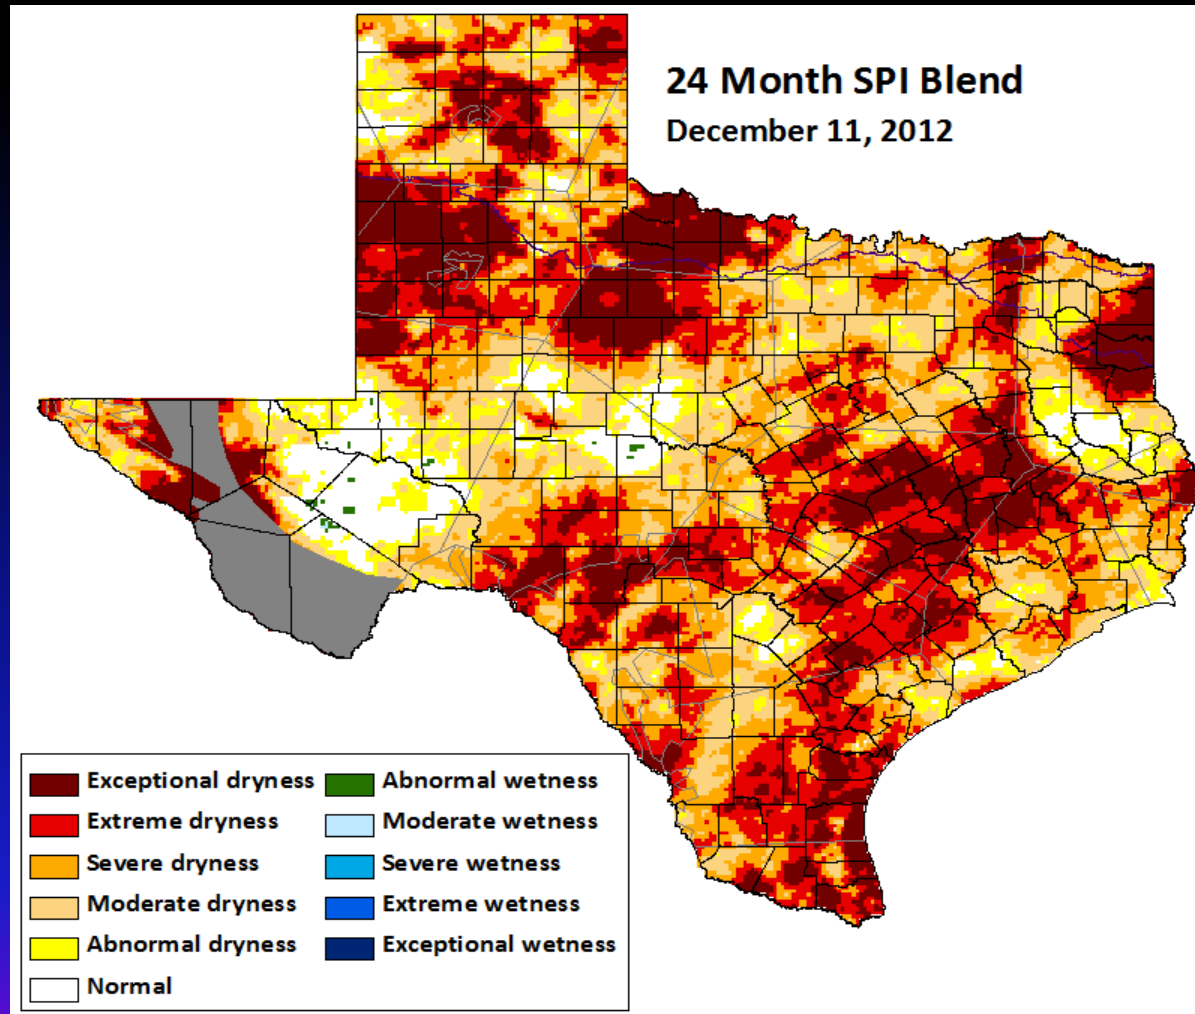 24 Month SPI Blend
December 11, 2012
Exceptional dryness
Extreme dryness
Severe dryness
Moderate dryness
Abnormal dryness
Normal
Abnormal wetness
Moderate wetness
Severe wetness
Extreme wetness
Exceptional wetness